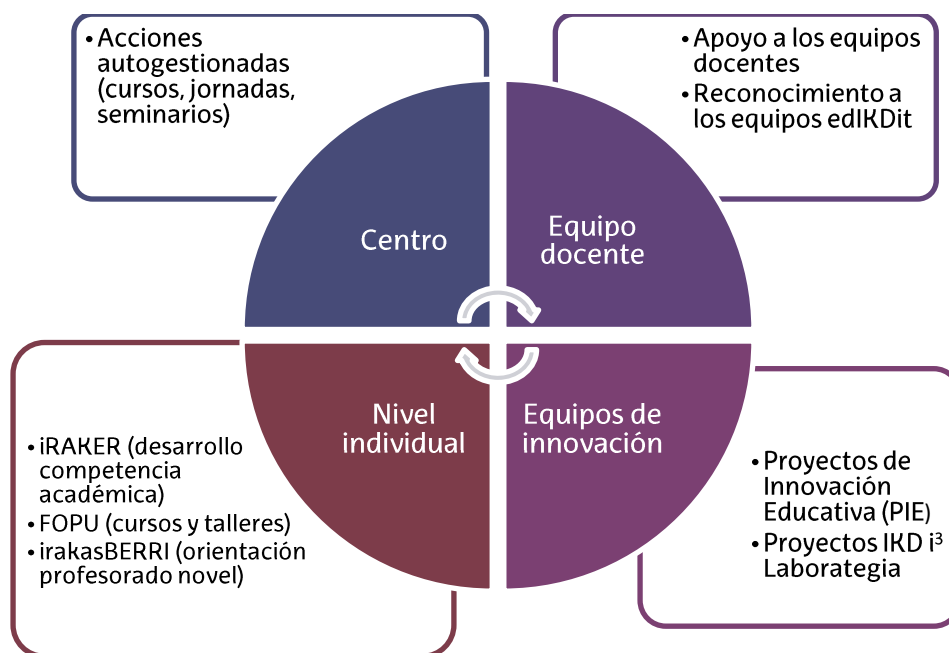 • Acciones
autogestionadas
(cursos, jornadas,
seminarios)
• Apoyo a los equipos
docentes
• Reconocimiento a
los equipos edIKDit
Centro
Equipo
docente
Nivel
individual
Equipos de
innovación
• iRAKER (desarrollo
competencia
académica)
• FOPU (cursos y talleres)
• irakasBERRI (orientación
profesorado novel)
• Proyectos de
Innovación
Educativa (PIE)
• Proyectos IKD i³
Laborategia